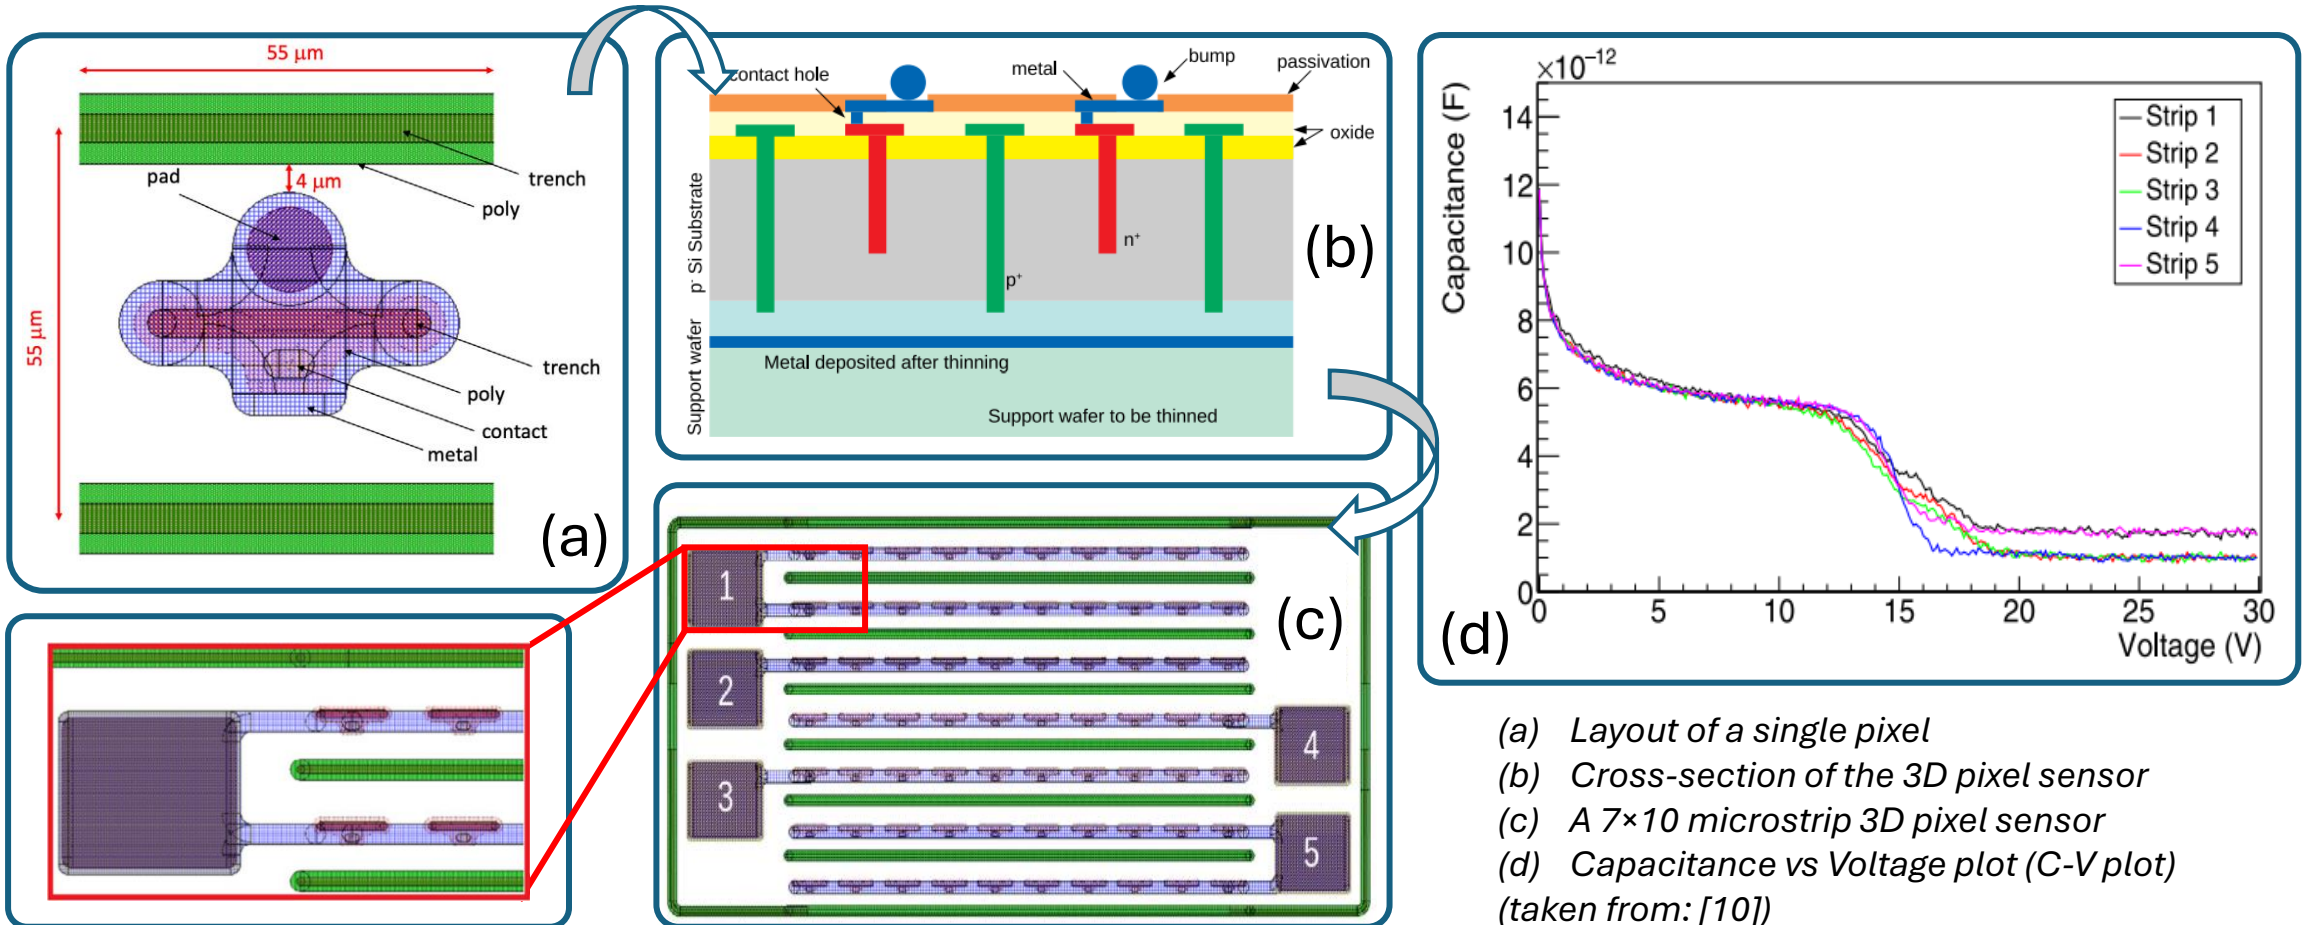 55 µm
55 µm
4 µm
pad
trench
poly
trench
poly
contact
metal
(a)
contact hole
metal
bump
passivation
oxide
p⁻ Si Substrate
n⁺
p⁺
(b)
Support wafer
Metal deposited after thinning
Support wafer to be thinned
1
2
3
4
5
(c)
×10⁻¹²
Capacitance (F)
14
12
10
8
6
4
2
0
0 5 10 15 20 25 30
Voltage (V)
Strip 1
Strip 2
Strip 3
Strip 4
Strip 5
(d)
(a) Layout of a single pixel
(b) Cross-section of the 3D pixel sensor
(c) A 7×10 microstrip 3D pixel sensor
(d) Capacitance vs Voltage plot (C-V plot)
(taken from: [10])